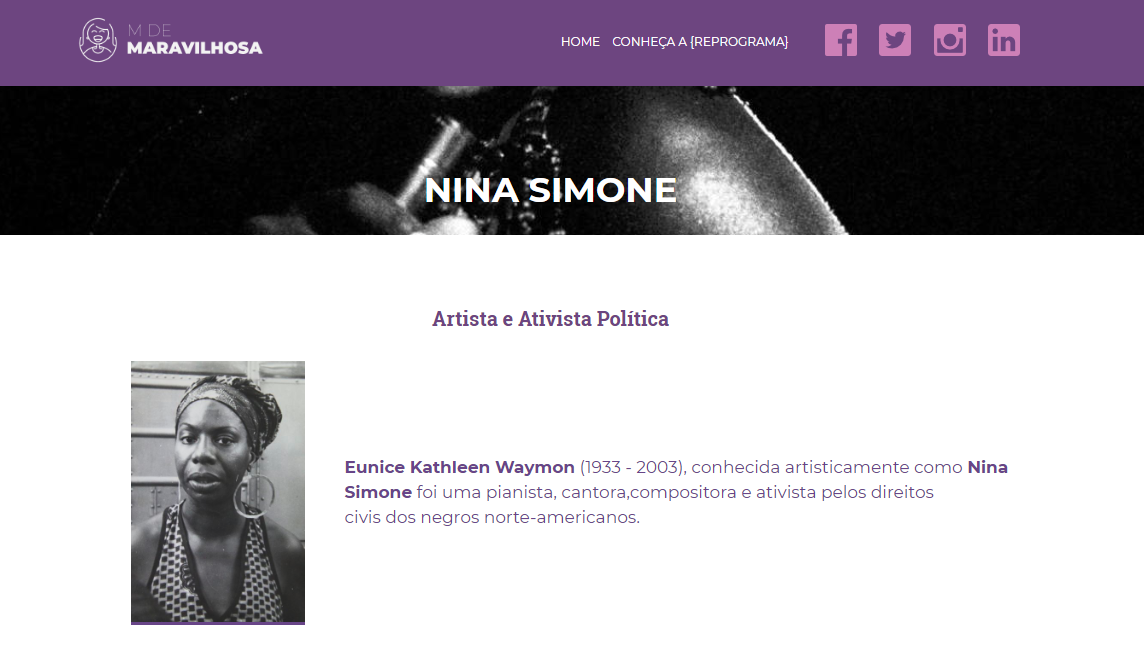 M DE
MARAVILHOSA
HOME CONHEÇA A {REPROGRAMA}
NINA SIMONE
Artista e Ativista Política
Eunice Kathleen Waymon (1933 - 2003), conhecida artisticamente como Nina
Simone foi uma pianista, cantora,compositora e ativista pelos direitos
civis dos negros norte-americanos.